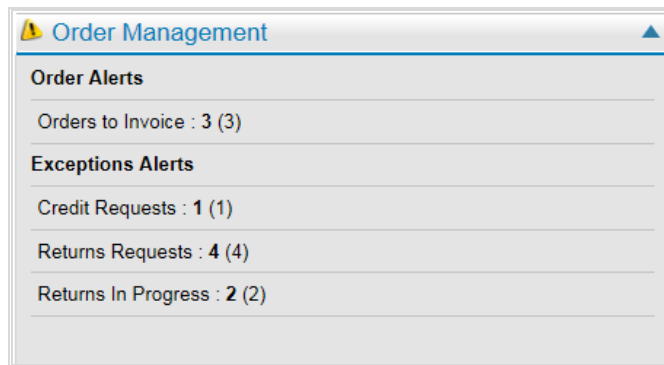 Order Management
Order Alerts
Orders to Invoice : 3 (3)
Exceptions Alerts
Credit Requests : 1 (1)
Returns Requests : 4 (4)
Returns In Progress : 2 (2)